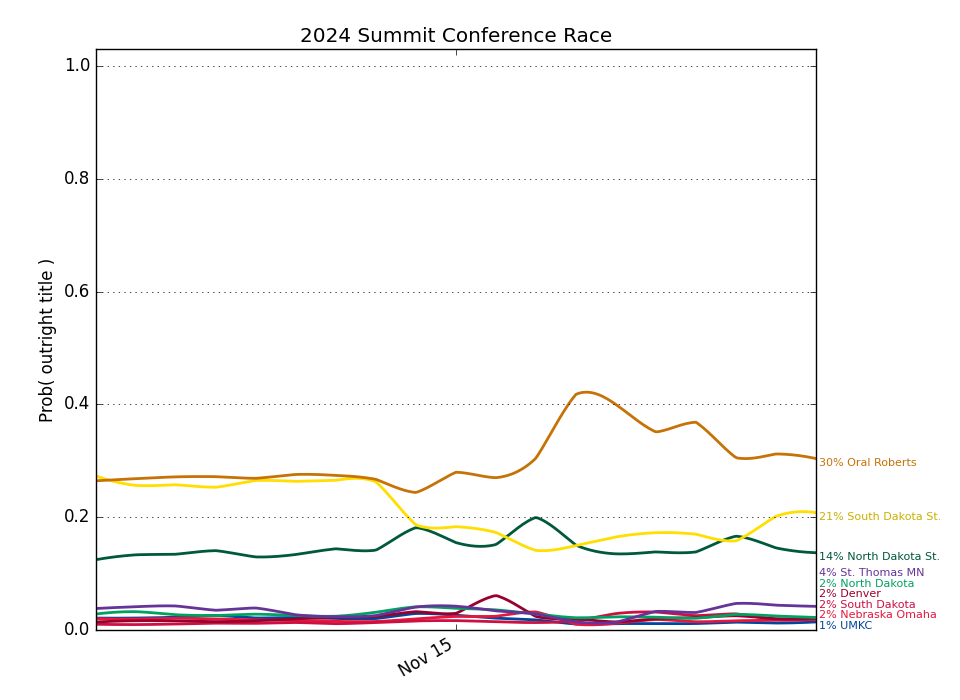 2024 Summit Conference Race
Prob( outright title )
1.0
0.8
0.6
0.4
0.2
0.0
Nov 15
30% Oral Roberts
21% South Dakota St.
14% North Dakota St.
4% St. Thomas MN
2% North Dakota
2% Denver
2% South Dakota
2% Nebraska Omaha
1% UMKC